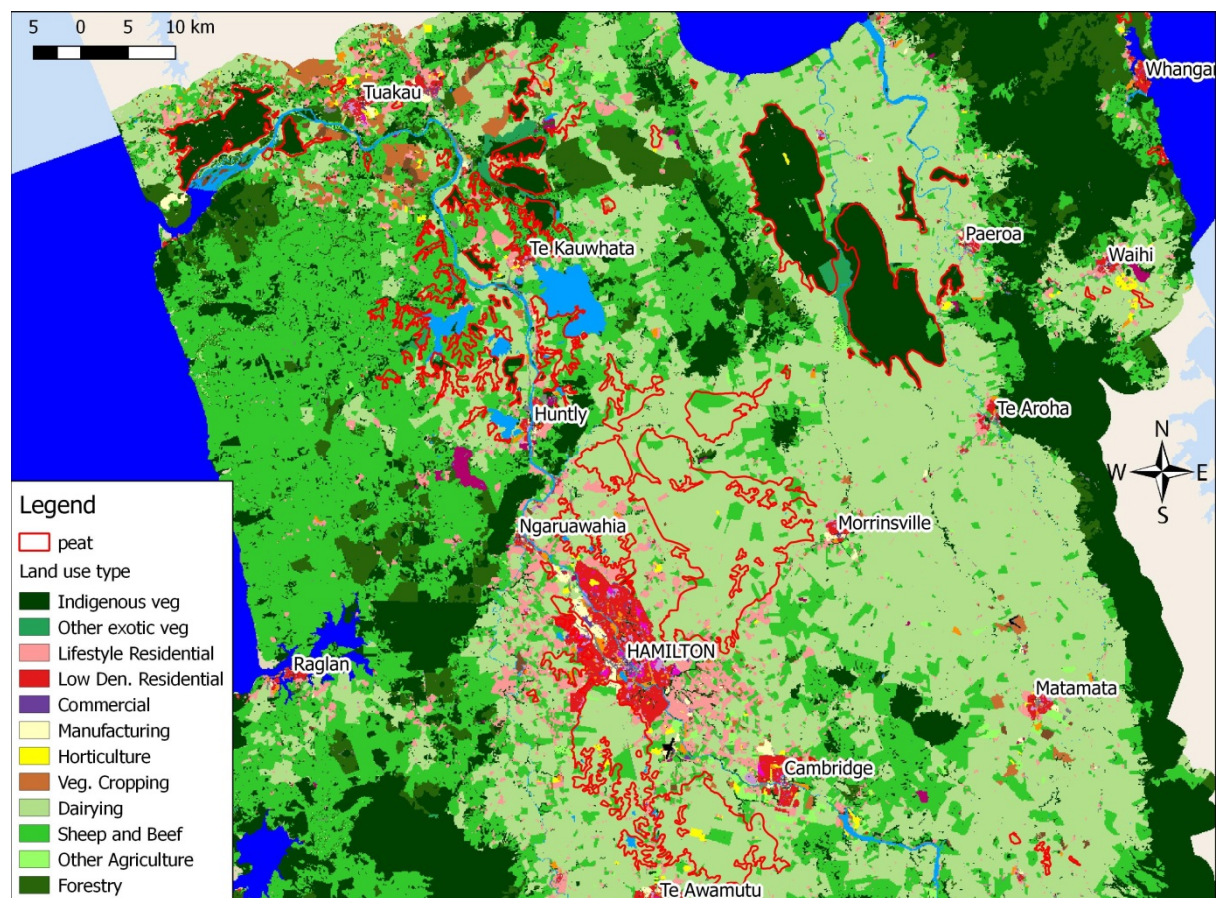 5 0 5 10 km
Whangar
Tuakau
Te Kauwhata
Paeroa
Waihi
Huntly
Te Aroha
N
W E
S
Ngaruawahia
Morrinsville
HAMILTON
Raglan
Matamata
Cambridge
Te Awamutu
Legend
peat
Land use type
Indigenous veg
Other exotic veg
Lifestyle Residential
Low Den. Residential
Commercial
Manufacturing
Horticulture
Veg. Cropping
Dairying
Sheep and Beef
Other Agriculture
Forestry